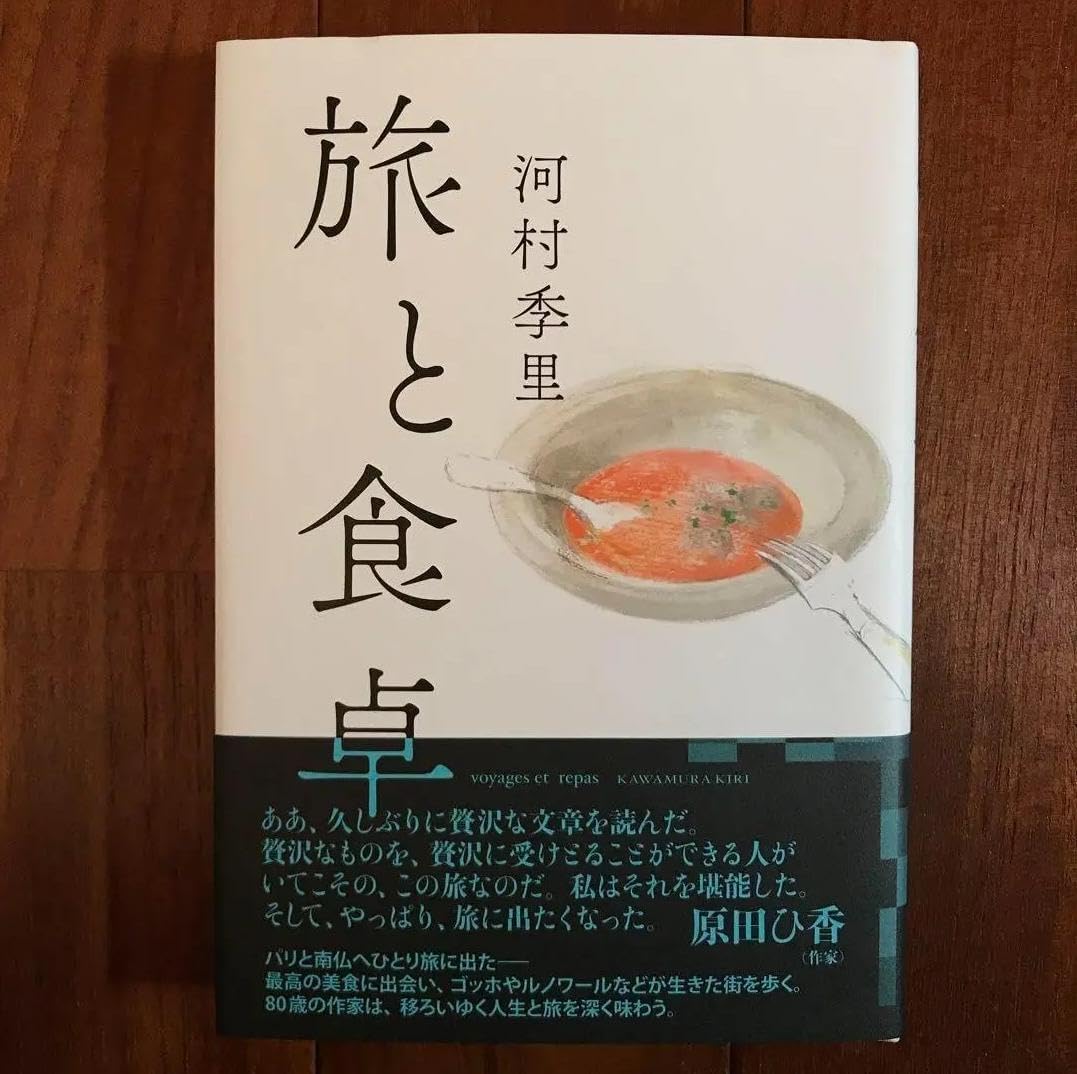 旅と食卓
河村季里
voyages et repas KAWAMURA KIRI
ああ、久しぶりに贅沢な文章を読んだ。
贅沢なものを、贅沢に受けとることができる人が
いてこその、この旅なのだ。私はそれを堪能した。
そして、やっぱり、旅に出たくなった。 原田ひ香
（作家）
パリと南仏へひとり旅に出た——
最高の美食に出会い、ゴッホやルノワールなどが生きた街を歩く。
80歳の作家は、移ろいゆく人生と旅を深く味わう。